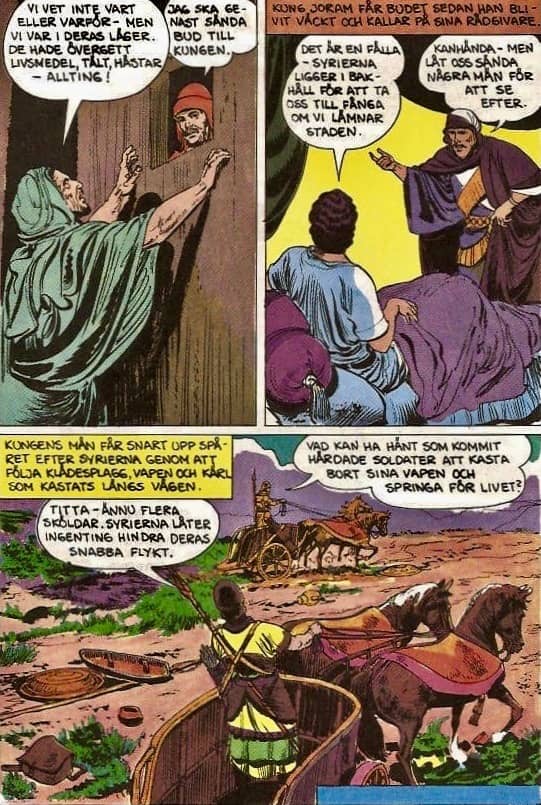 VI VET INTE VART
ELLER VARFÖR – MEN
VI VAR I DERAS LÄGER.
DE HADE ÖVERGETT
LIVSMEDEL, TÄLT, HÄSTAR
– ALLTING!
JAG SKA GE-
NAST SÄNDA
BUD TILL
KUNGEN.
KUNG JORAM FÅR BUDET SEDAN HAN BLI-
VIT VÄCKT OCH KALLAR PÅ SINA RÅDGIVARE.
DET ÄR EN FÄLLA
– SYRIERNA
LIGGER I BAK-
HÅLL FÖR ATT TA
OSS TILL FÅNGA
OM VI LÄMNAR
STADEN.
KANHÄNDA – MEN
LÅT OSS SÄNDA
NÅGRA MÄN FÖR
ATT SE
EFTER.
KUNGENS MÄN FÅR SNART UPP SPÅ-
RET EFTER SYRIERNA GENOM ATT
FÖLJA KLÄDESPLAGG, VAPEN OCH KÄRL
SOM KASTATS LÄNGS VÄGEN.
TITTA – ÄNNU FLERA
SKÖLDAR. SYRIERNA LÅTER
INGENTING HINDRA DERAS
SNABBA FLYKT.
VAD KAN HA HÄNT SOM KOMMIT
HÄRDADE SOLDATER ATT KASTA
BORT SINA VAPEN OCH
SPRINGA FÖR LIVET?